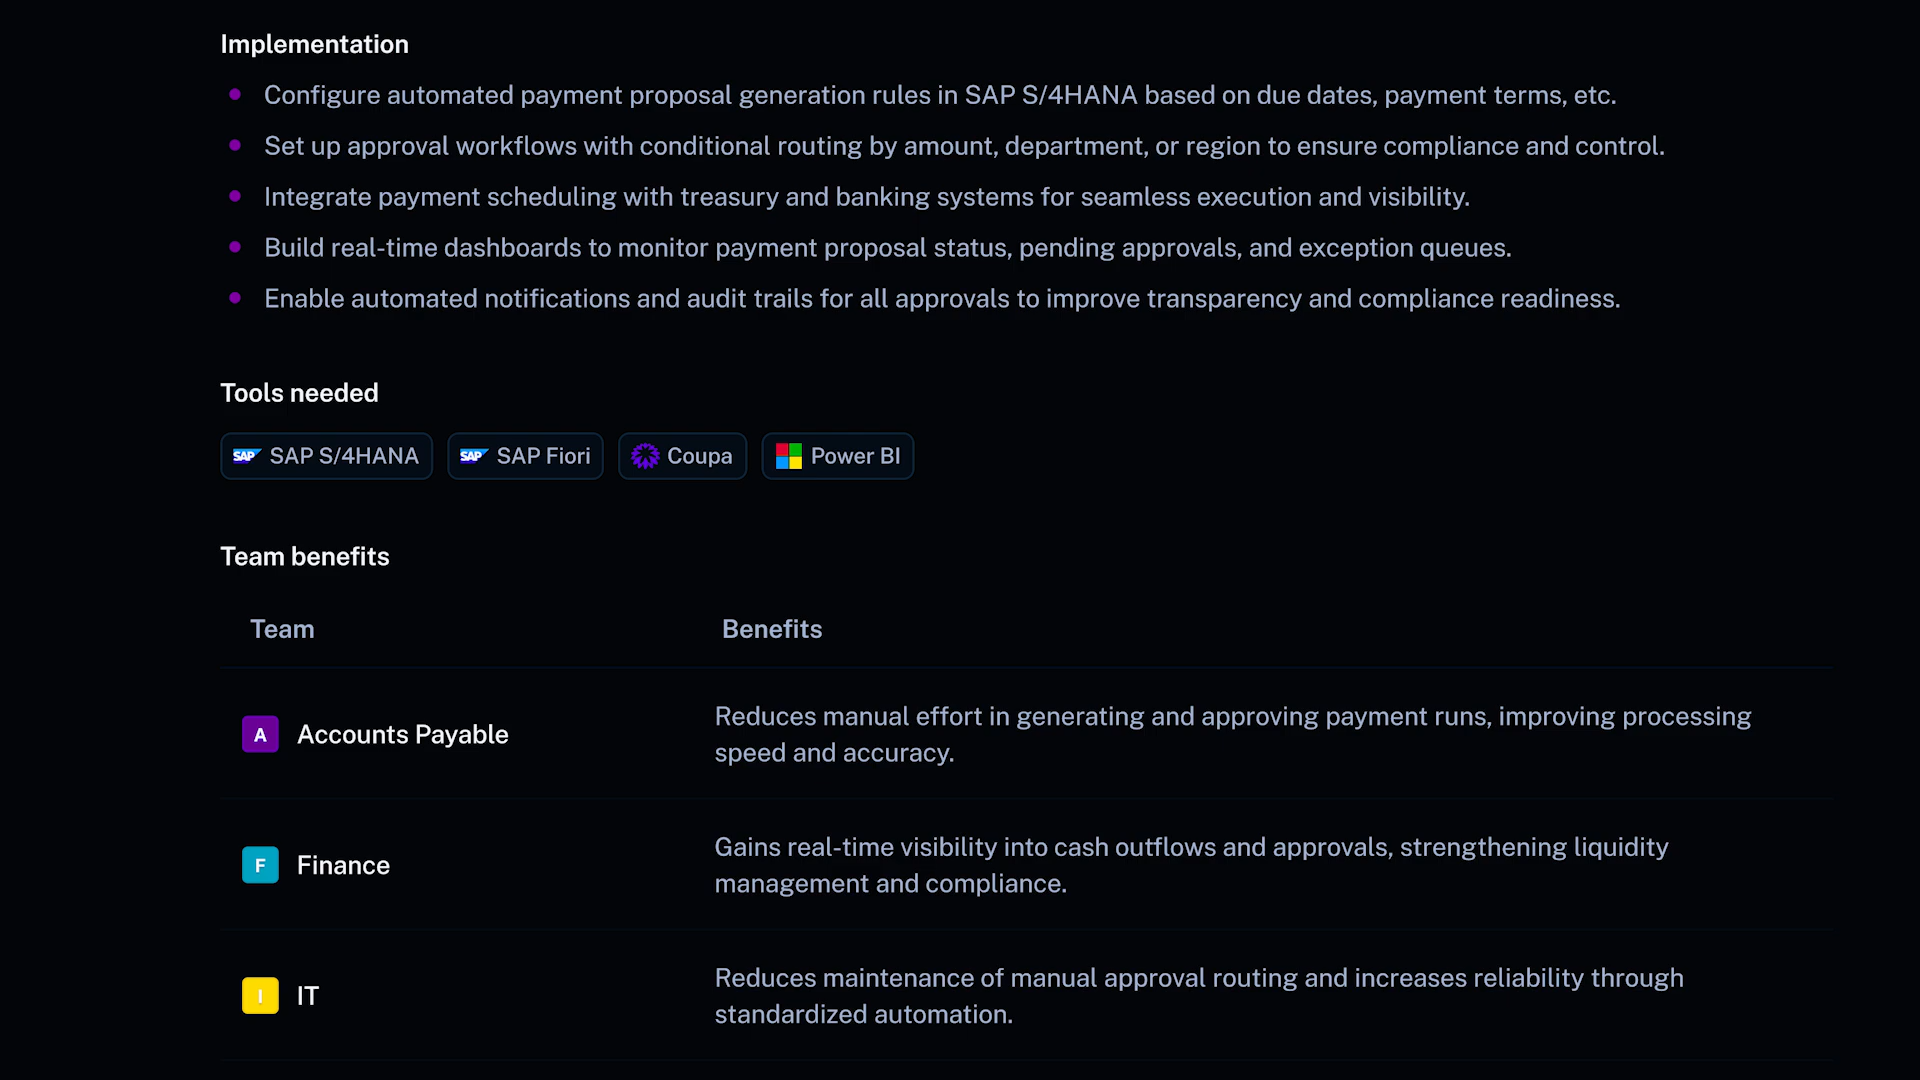 Implementation
Configure automated payment proposal generation rules in SAP S/4HANA based on due dates, payment terms, etc.
Set up approval workflows with conditional routing by amount, department, or region to ensure compliance and control.
Integrate payment scheduling with treasury and banking systems for seamless execution and visibility.
Build real-time dashboards to monitor payment proposal status, pending approvals, and exception queues.
Enable automated notifications and audit trails for all approvals to improve transparency and compliance readiness.
Tools needed
SAP SAP S/4HANA SAP SAP Fiori Coupa Power BI
Team benefits
Team Benefits
A Accounts Payable
Reduces manual effort in generating and approving payment runs, improving processing
speed and accuracy.
F Finance
Gains real-time visibility into cash outflows and approvals, strengthening liquidity
management and compliance.
I IT
Reduces maintenance of manual approval routing and increases reliability through
standardized automation.